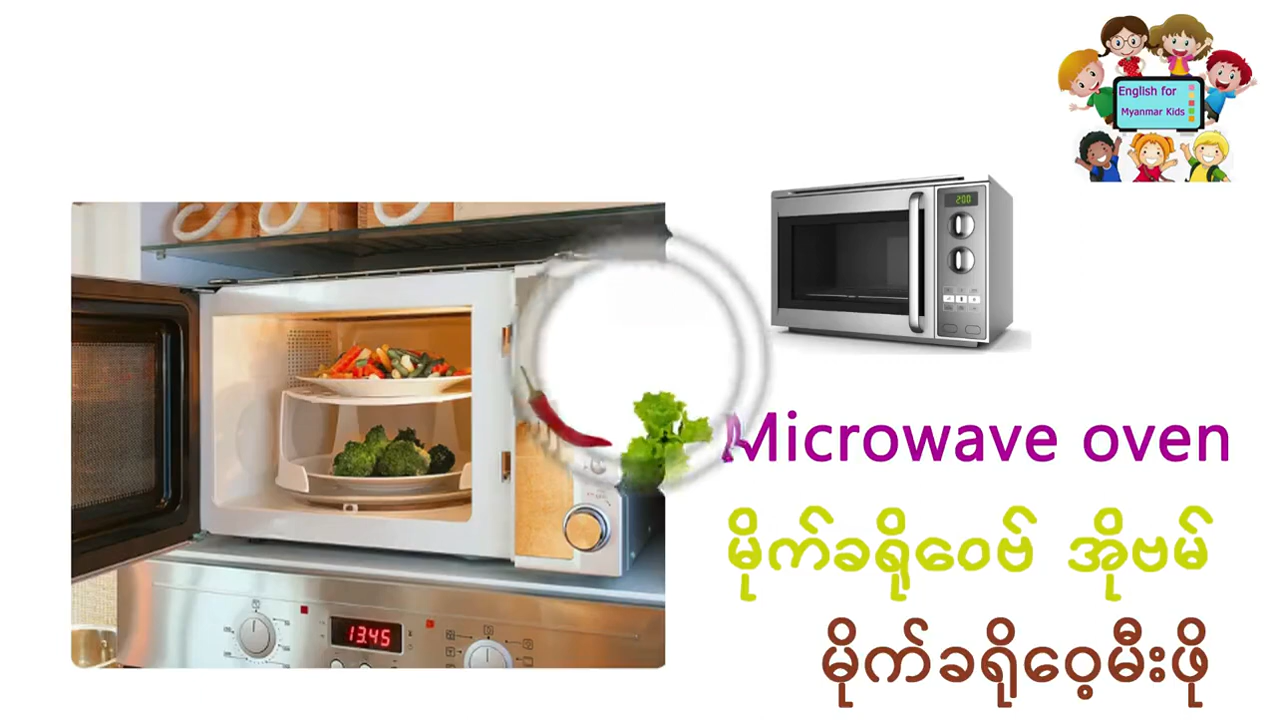 English for
Myanmar Kids
200
Microwave oven
မိုက်ခရိုဝေဗ် အိုဗမ်
မိုက်ခရိုဝေ့မီးဖို
13.45